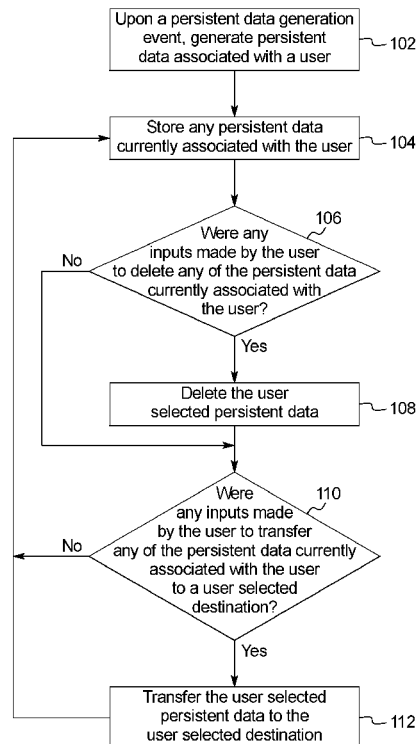 Upon a persistent data generation
event, generate persistent
data associated with a user
102
Store any persistent data
currently associated with the user
104
106
Were any
inputs made by the user
to delete any of the persistent data
currently associated with
the user?
No
Yes
Delete the user
selected persistent data
108
110
Were
any inputs made
by the user to transfer
any of the persistent data currently
associated with the user
to a user selected
destination?
No
Yes
Transfer the user selected
persistent data to the
user selected destination
112